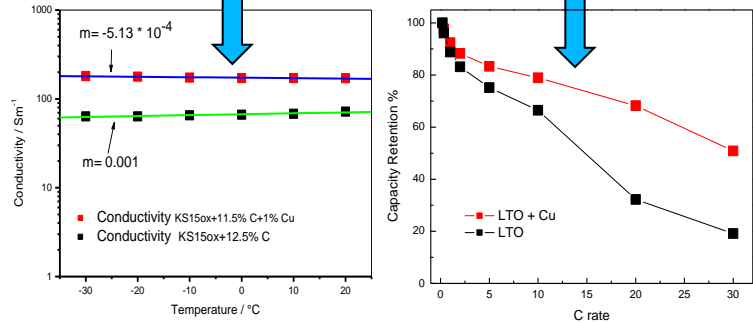 1000
100
10
1
Conductivity / Sm⁻¹
m= -5.13 * 10⁻⁴
m= 0.001
Conductivity KS15ox+11.5% C+1% Cu
Conductivity KS15ox+12.5% C
-30 -20 -10 0 10 20
Temperature / °C
100
80
60
40
20
0
Capacity Retention %
LTO + Cu
LTO
0 5 10 15 20 25 30
C rate